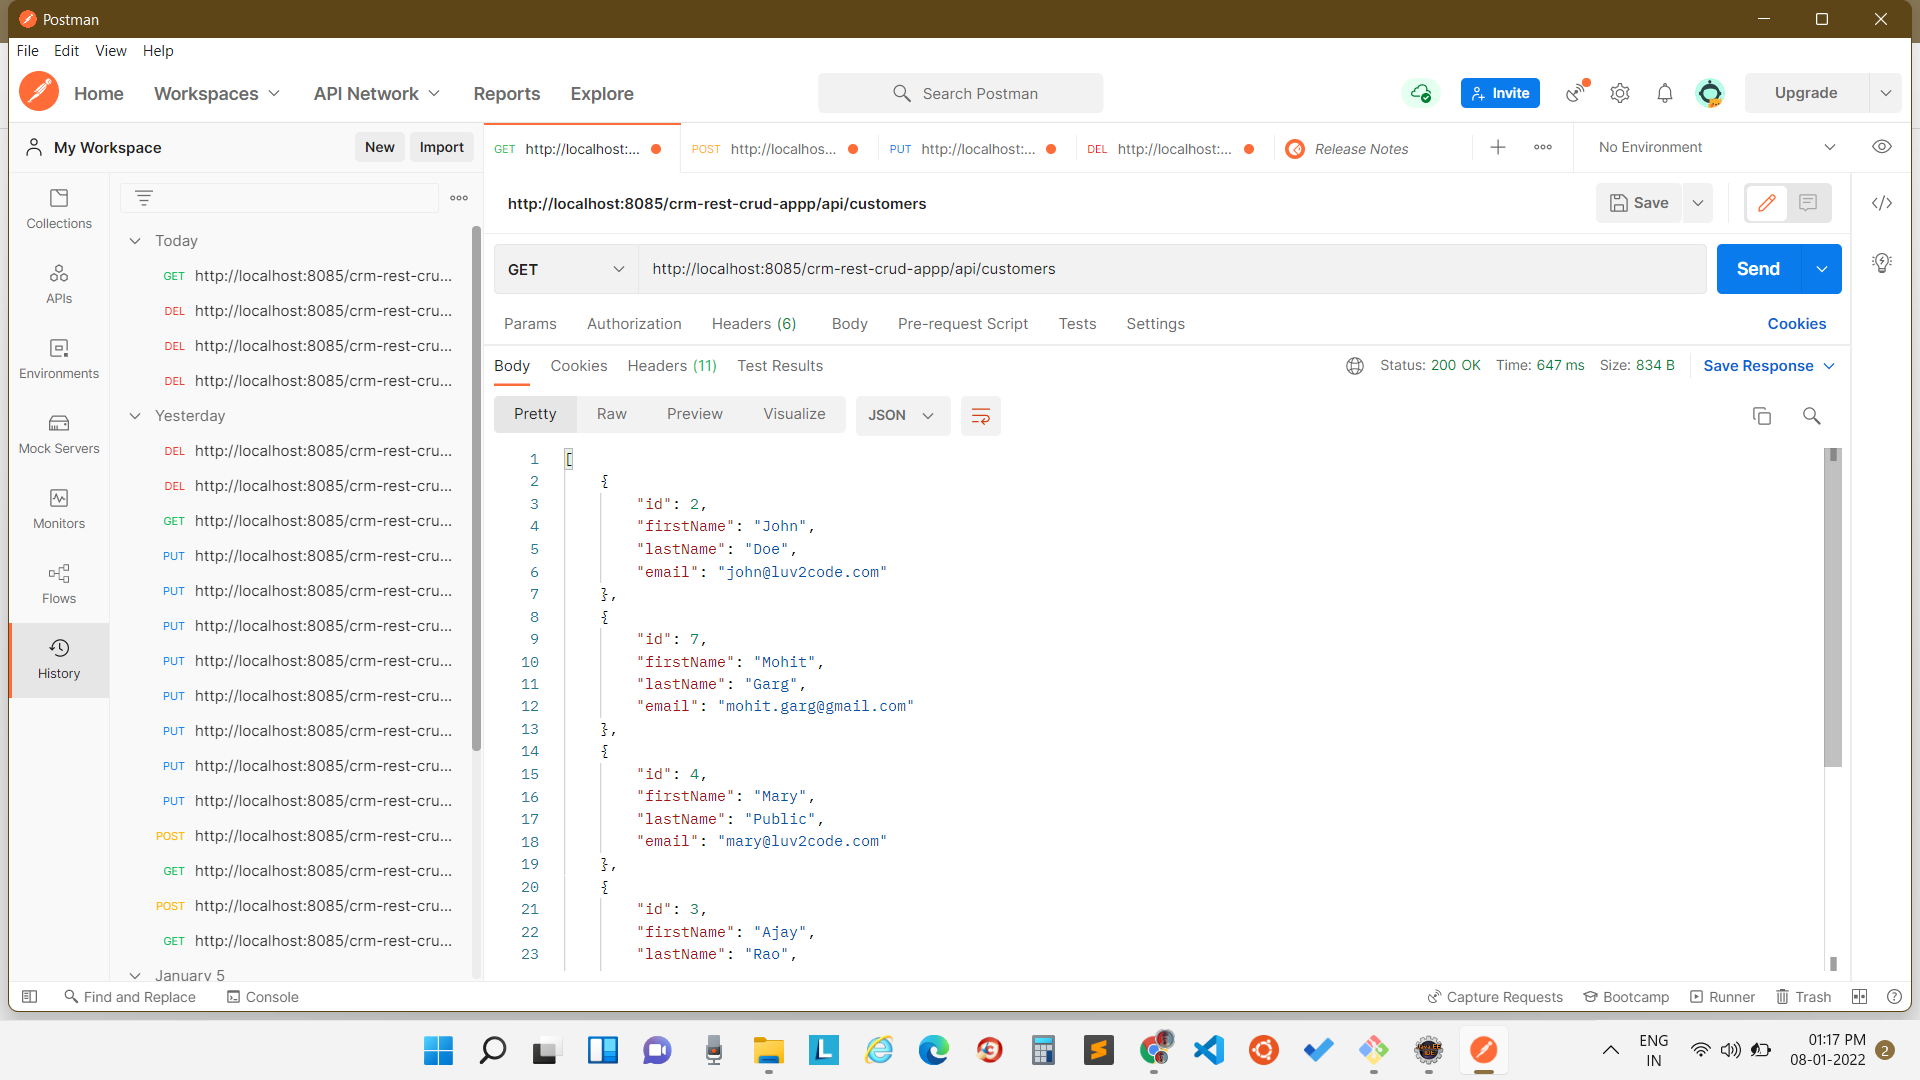 Postman
File Edit View Help
Home Workspaces API Network Reports Explore Search Postman Invite Upgrade
My Workspace New Import
GET http://localhost:... POST http://localhos... PUT http://localhost:... DEL http://localhost:... Release Notes No Environment
http://localhost:8085/crm-rest-crud-appp/api/customers Save
GET http://localhost:8085/crm-rest-crud-appp/api/customers Send
Params Authorization Headers (6) Body Pre-request Script Tests Settings Cookies
Body Cookies Headers (11) Test Results Status: 200 OK Time: 647 ms Size: 834 B Save Response
Pretty Raw Preview Visualize JSON
Collections
APIs
Environments
Mock Servers
Monitors
Flows
History
Today
GET http://localhost:8085/crm-rest-cru...
DEL http://localhost:8085/crm-rest-cru...
DEL http://localhost:8085/crm-rest-cru...
DEL http://localhost:8085/crm-rest-cru...
Yesterday
DEL http://localhost:8085/crm-rest-cru...
DEL http://localhost:8085/crm-rest-cru...
GET http://localhost:8085/crm-rest-cru...
PUT http://localhost:8085/crm-rest-cru...
PUT http://localhost:8085/crm-rest-cru...
PUT http://localhost:8085/crm-rest-cru...
PUT http://localhost:8085/crm-rest-cru...
PUT http://localhost:8085/crm-rest-cru...
PUT http://localhost:8085/crm-rest-cru...
PUT http://localhost:8085/crm-rest-cru...
PUT http://localhost:8085/crm-rest-cru...
POST http://localhost:8085/crm-rest-cru...
GET http://localhost:8085/crm-rest-cru...
POST http://localhost:8085/crm-rest-cru...
GET http://localhost:8085/crm-rest-cru...
January 5
1 [
2 {
3 "id": 2,
4 "firstName": "John",
5 "lastName": "Doe",
6 "email": "john@luv2code.com"
7 },
8 {
9 "id": 7,
10 "firstName": "Mohit",
11 "lastName": "Garg",
12 "email": "mohit.garg@gmail.com"
13 },
14 {
15 "id": 4,
16 "firstName": "Mary",
17 "lastName": "Public",
18 "email": "mary@luv2code.com"
19 },
20 {
21 "id": 3,
22 "firstName": "Ajay",
23 "lastName": "Rao",
Find and Replace Console Capture Requests Bootcamp Runner Trash
ENG
IN
01:17 PM
08-01-2022
2